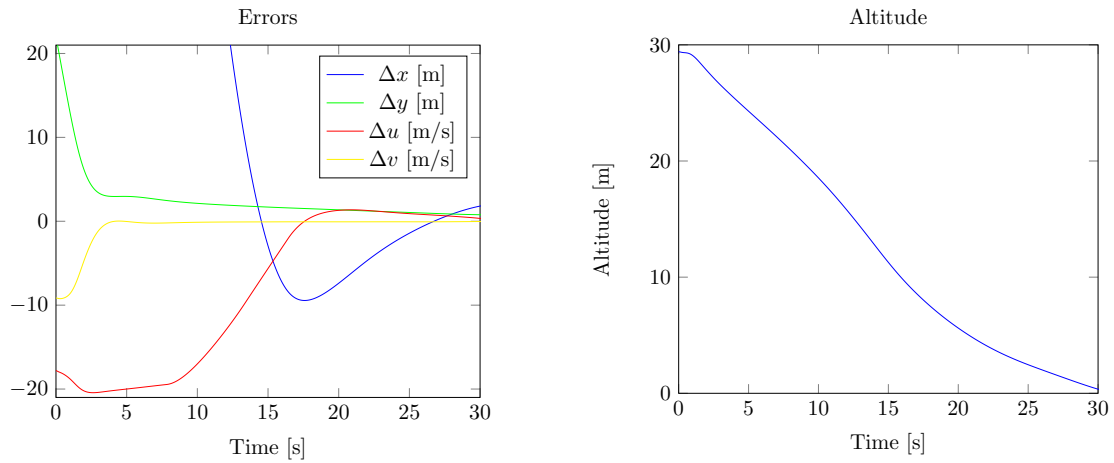 Errors
20
10
0
−10
−20
0 5 10 15 20 25 30
Time [s]
Δx [m]
Δy [m]
Δu [m/s]
Δv [m/s]
Altitude
Altitude [m]
30
20
10
0
0 5 10 15 20 25 30
Time [s]